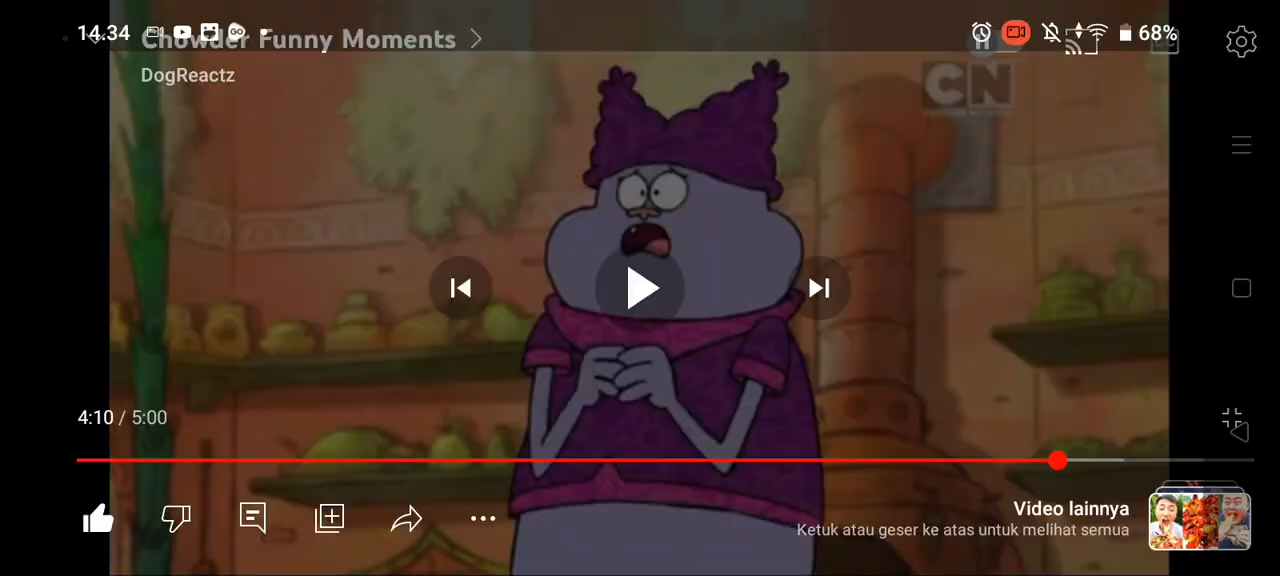 14.34
68%
Chowder Funny Moments
DogReactz
CN
4:10 / 5:00
Video lainnya
Ketuk atau geser ke atas untuk melihat semua